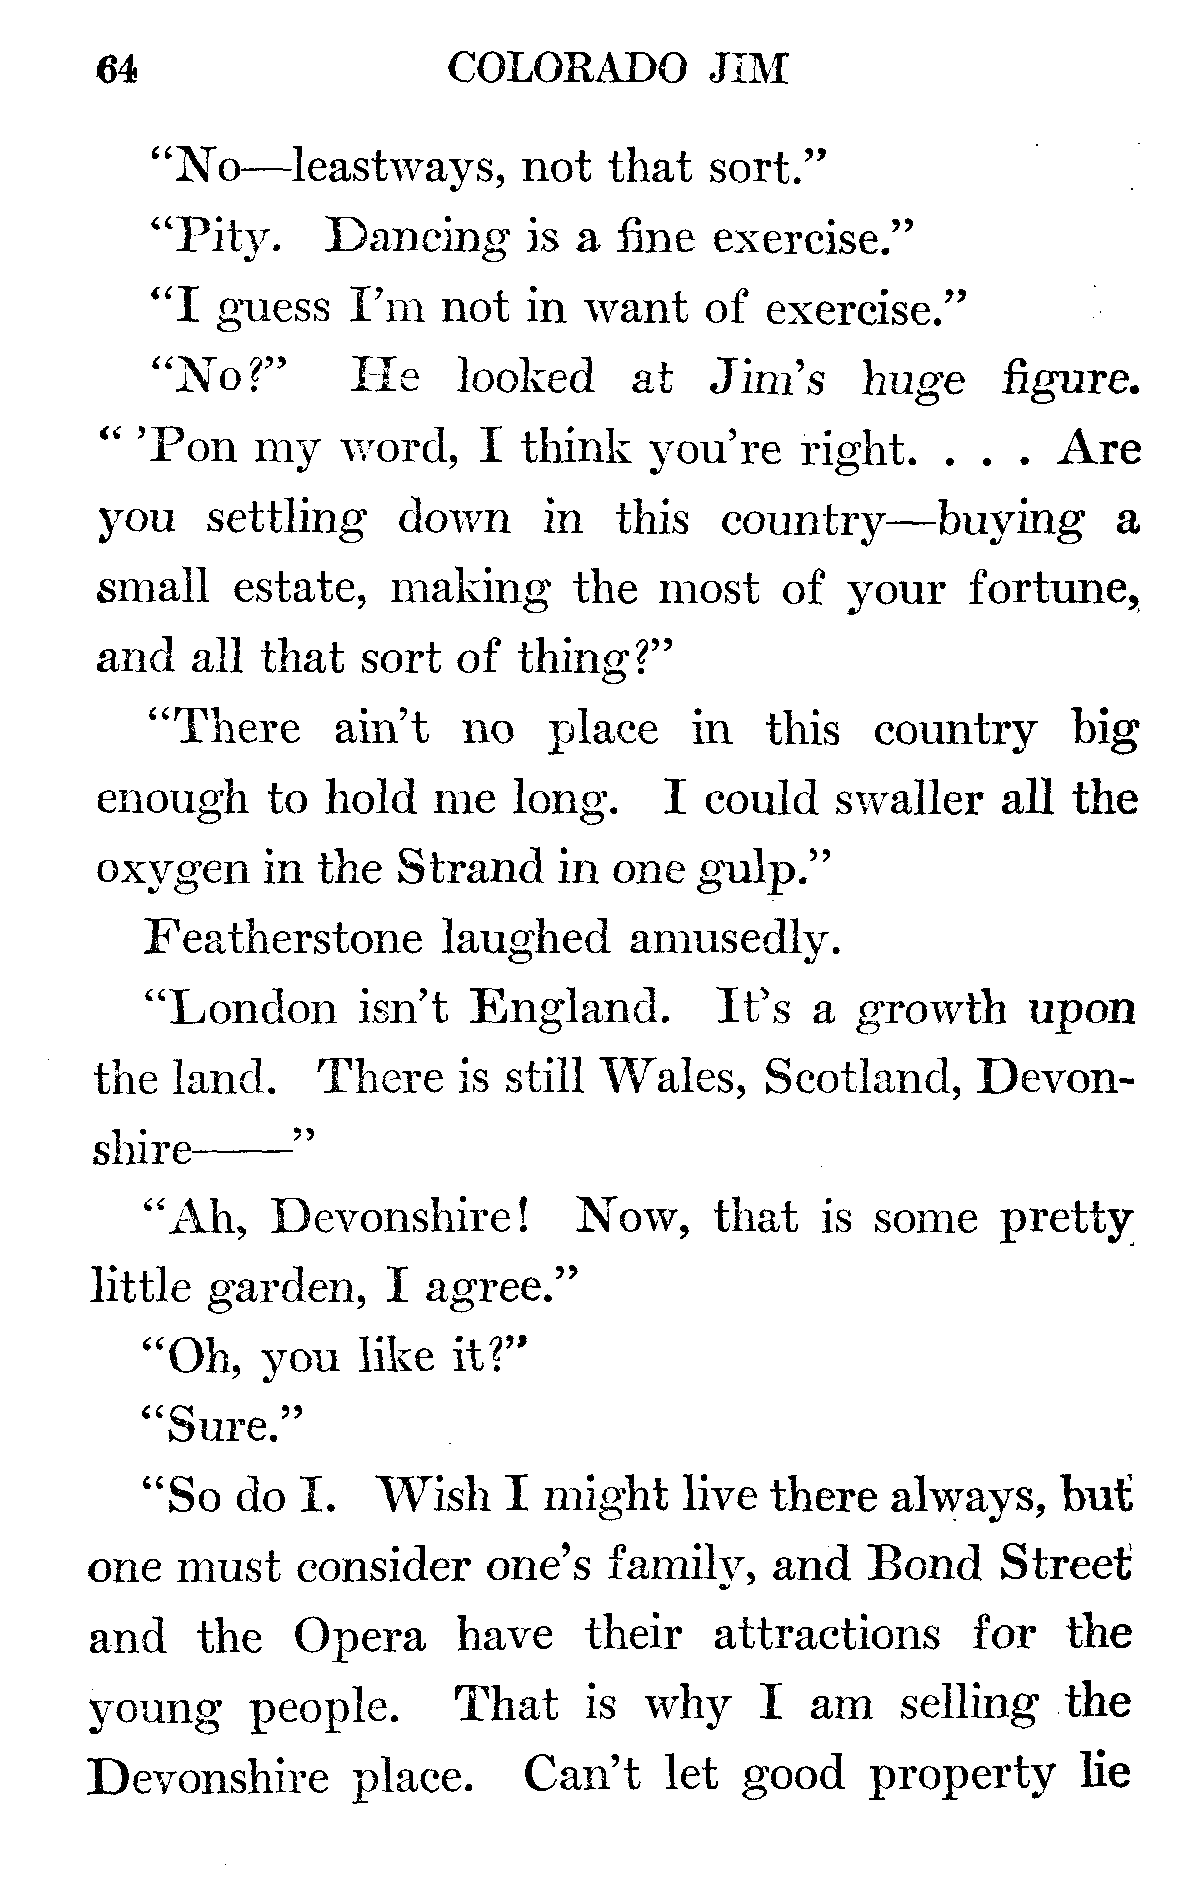 64 COLORADO JIM
“No—leastways, not that sort.”
“Pity. Dancing is a fine exercise.”
“I guess I’m not in want of exercise.”
“No?” He looked at Jim’s huge figure.
“ ’Pon my word, I think you’re right. . . . Are
you settling down in this country—buying a
small estate, making the most of your fortune,
and all that sort of thing?”
“There ain’t no place in this country big
enough to hold me long. I could swaller all the
oxygen in the Strand in one gulp.”
Featherstone laughed amusedly.
“London isn’t England. It’s a growth upon
the land. There is still Wales, Scotland, Devon-
shire——”
“Ah, Devonshire! Now, that is some pretty
little garden, I agree.”
“Oh, you like it?”
“Sure.”
“So do I. Wish I might live there always, but
one must consider one’s family, and Bond Street
and the Opera have their attractions for the
young people. That is why I am selling the
Devonshire place. Can’t let good property lie